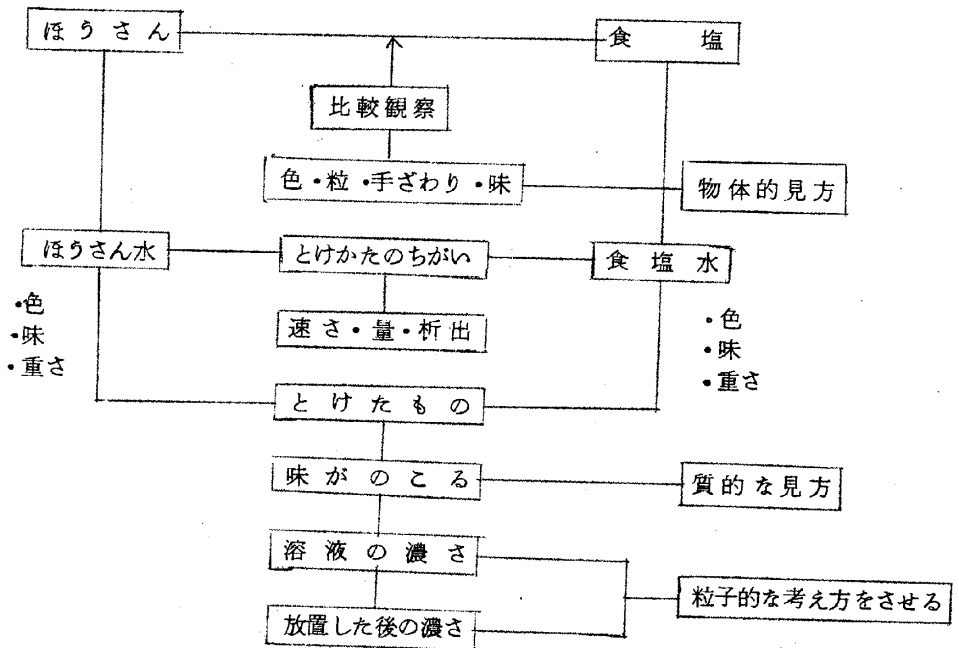 ほうさん
食塩
比較観察
色・粒・手ざわり・味
物体的見方
ほうさん水
とけかたのちがい
食塩水
・色
・味
・重さ
速さ・量・析出
・色
・味
・重さ
とけたもの
味がのこる
質的な見方
溶液の濃さ
粒子的な考え方をさせる
放置した後の濃さ